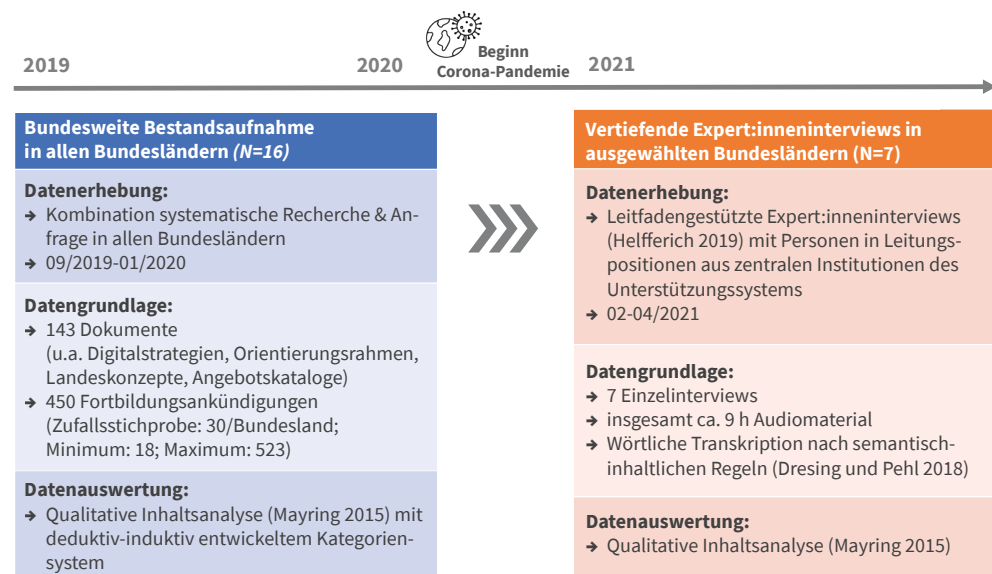 2019
2020
Beginn
Corona-Pandemie
2021
Bundesweite Bestandsaufnahme
in allen Bundesländern (N=16)
Datenerhebung:
➔ Kombination systematische Recherche & An-
frage in allen Bundesländern
➔ 09/2019-01/2020
Datengrundlage:
➔ 143 Dokumente
(u.a. Digitalstrategien, Orientierungsrahmen,
Landeskonzepte, Angebotskataloge)
➔ 450 Fortbildungsankündigungen
(Zufallsstichprobe: 30/Bundesland;
Minimum: 18; Maximum: 523)
Datenauswertung:
➔ Qualitative Inhaltsanalyse (Mayring 2015) mit
deduktiv-induktiv entwickeltem Kategorien-
system
Vertiefende Expert:inneninterviews in
ausgewählten Bundesländern (N=7)
Datenerhebung:
➔ Leitfadengestützte Expert:inneninterviews
(Helfferich 2019) mit Personen in Leitungs-
positionen aus zentralen Institutionen des
Unterstützungssystems
➔ 02-04/2021
Datengrundlage:
➔ 7 Einzelinterviews
➔ insgesamt ca. 9 h Audiomaterial
➔ Wörtliche Transkription nach semantisch-
inhaltlichen Regeln (Dresing und Pehl 2018)
Datenauswertung:
➔ Qualitative Inhaltsanalyse (Mayring 2015)